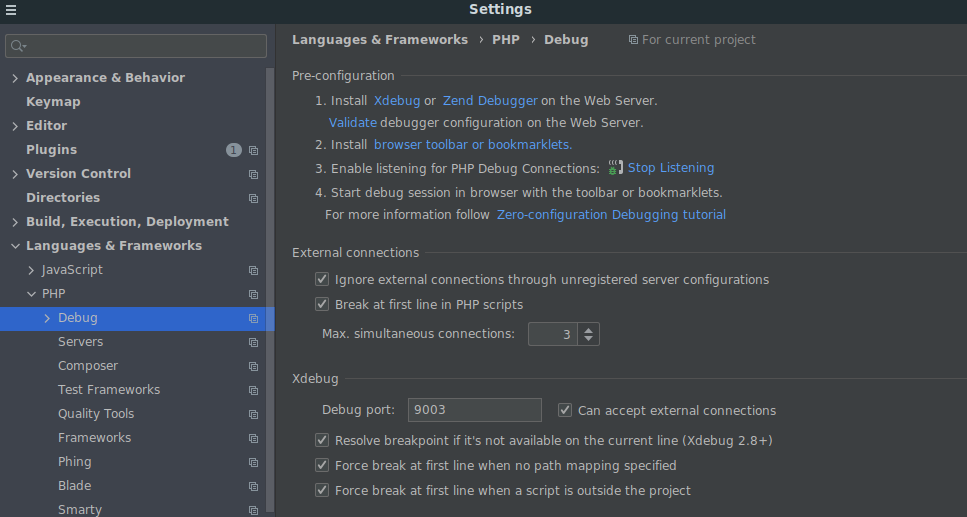 Settings
Languages & Frameworks › PHP › Debug For current project
Appearance & Behavior
Keymap
Editor
Plugins 1
Version Control
Directories
Build, Execution, Deployment
Languages & Frameworks
JavaScript
PHP
Debug
Servers
Composer
Test Frameworks
Quality Tools
Frameworks
Phing
Blade
Smarty
Pre-configuration
1. Install Xdebug or Zend Debugger on the Web Server.
Validate debugger configuration on the Web Server.
2. Install browser toolbar or bookmarklets.
3. Enable listening for PHP Debug Connections: Stop Listening
4. Start debug session in browser with the toolbar or bookmarklets.
For more information follow Zero-configuration Debugging tutorial
External connections
Ignore external connections through unregistered server configurations
Break at first line in PHP scripts
Max. simultaneous connections: 3
Xdebug
Debug port: 9003 Can accept external connections
Resolve breakpoint if it's not available on the current line (Xdebug 2.8+)
Force break at first line when no path mapping specified
Force break at first line when a script is outside the project